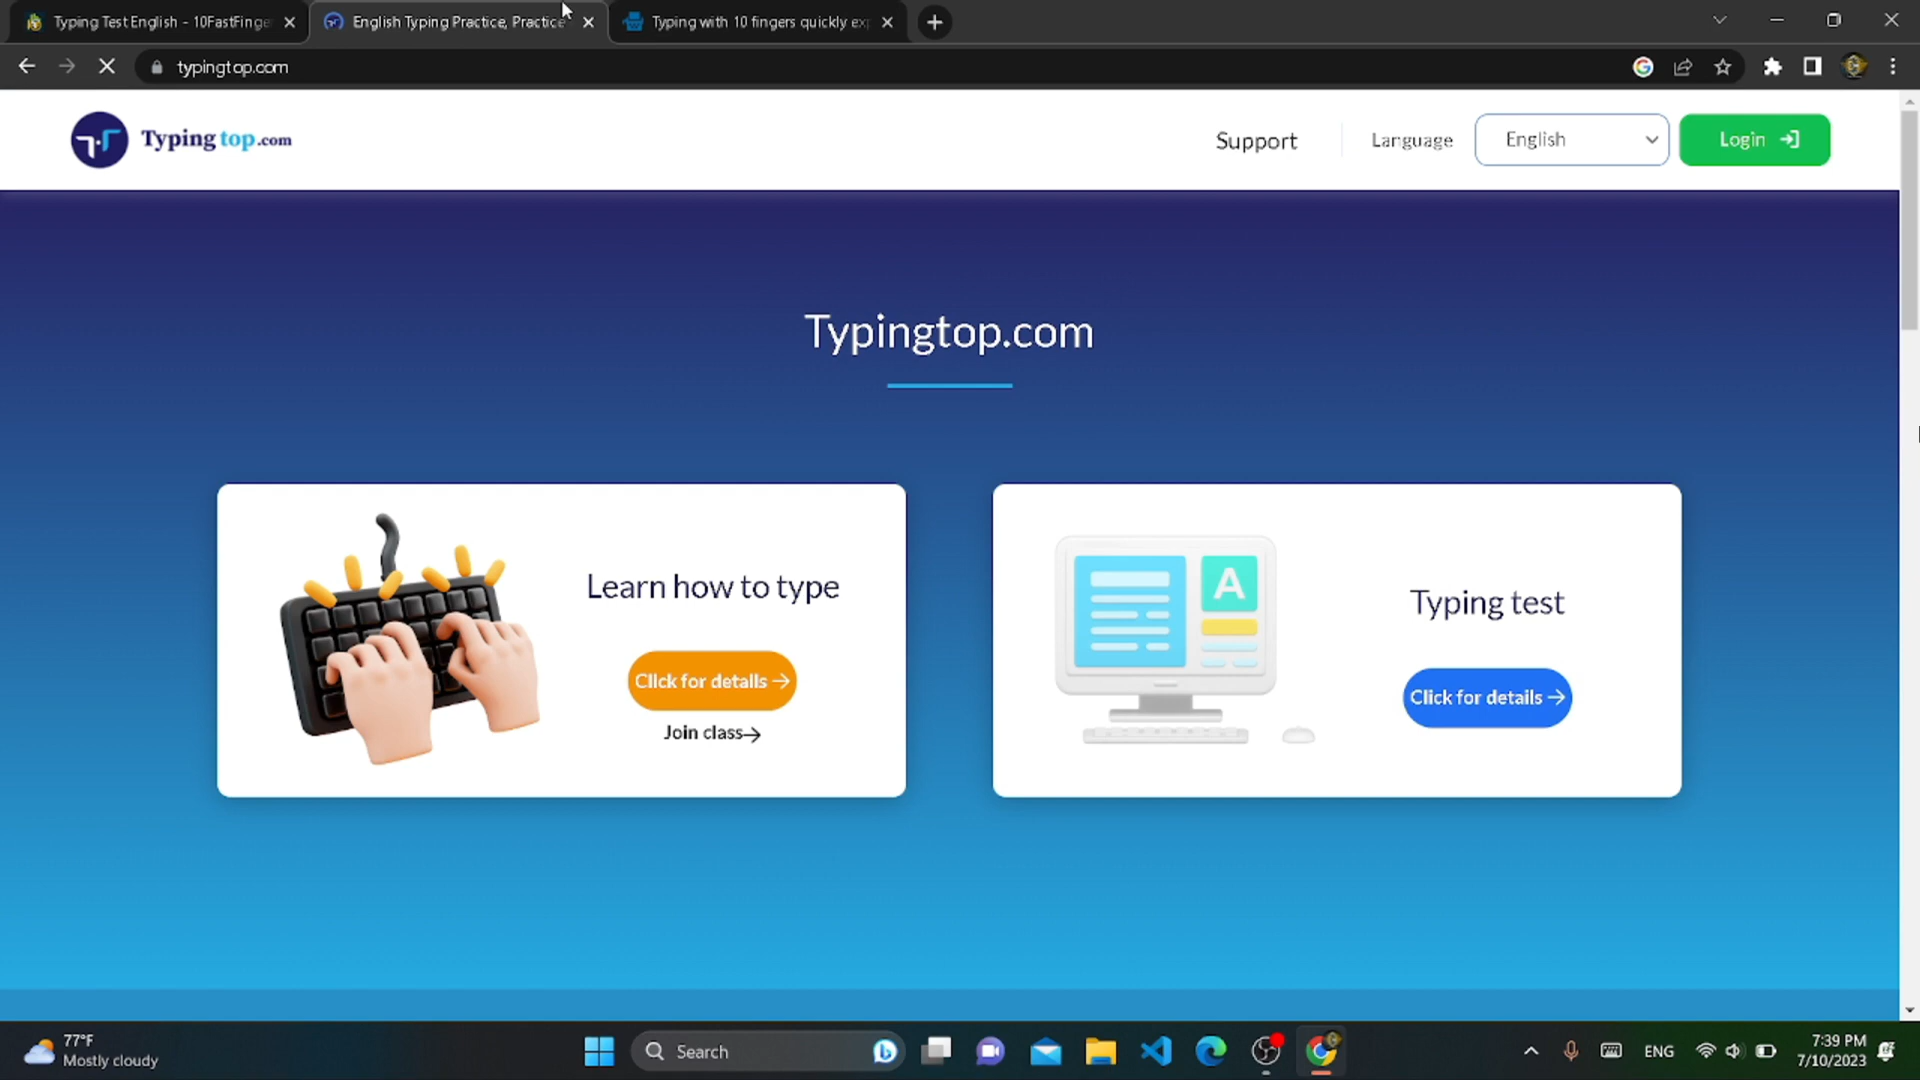 Typing Test English - 10FastFinge
English Typing Practice, Practice
Typing with 10 fingers quickly ex
typingtop.com
Typing top.com
Support
Language
English
Login
Typingtop.com
Learn how to type
Click for details
Join class
A
Typing test
Click for details
77°F
Mostly cloudy
Search
ENG
7:39 PM
7/10/2023